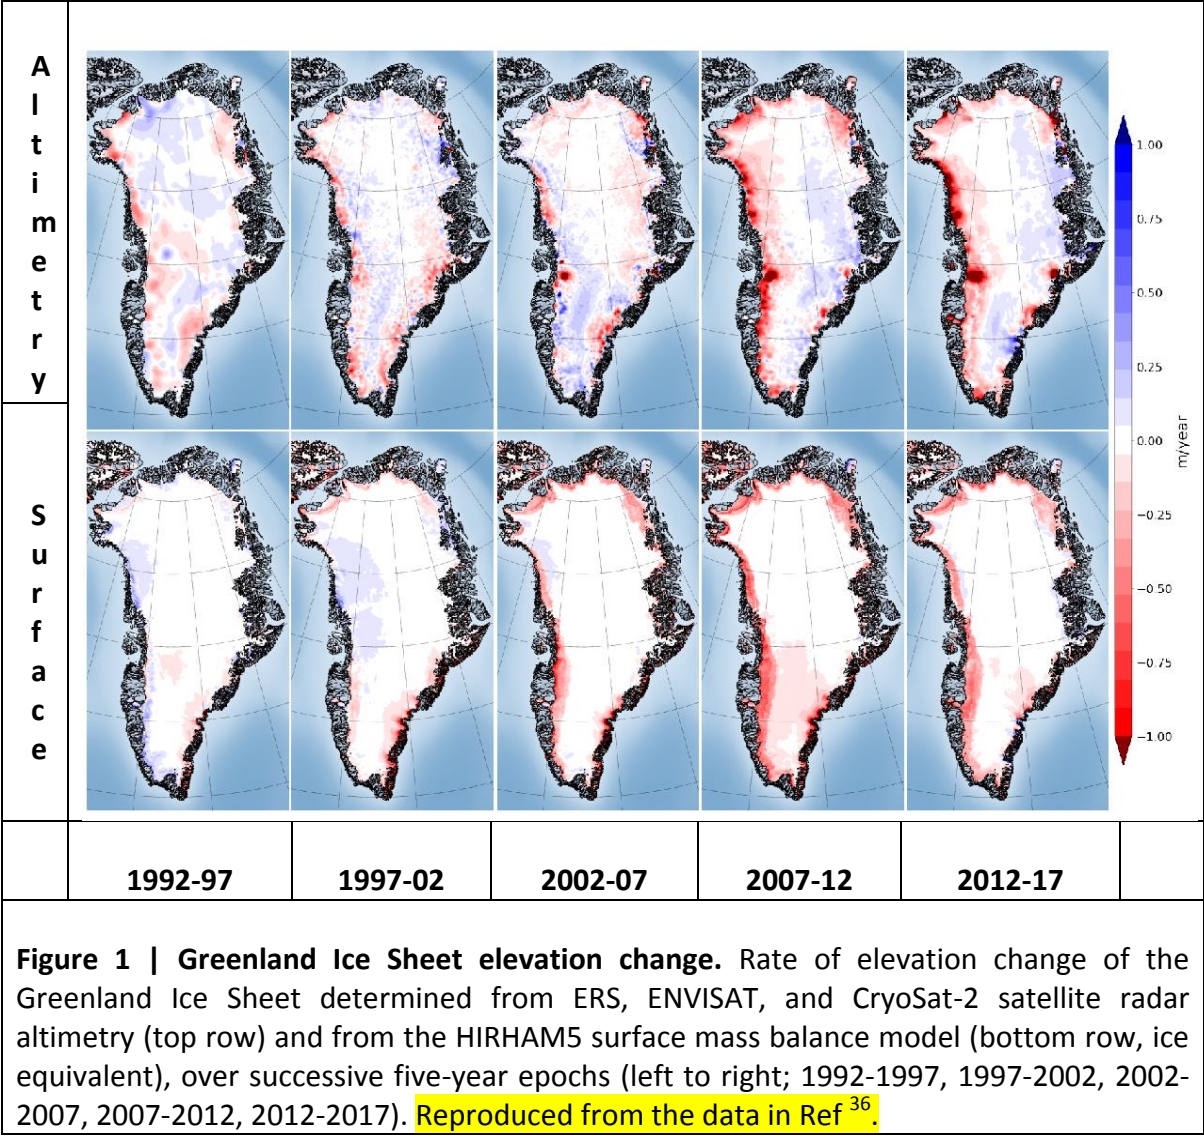 Altimetry
1.00
0.75
0.50
0.25
0.00
−0.25
−0.50
−0.75
−1.00
m/year
Surface
1992-97 1997-02 2002-07 2007-12 2012-17
Figure 1 | Greenland Ice Sheet elevation change. Rate of elevation change of the
Greenland Ice Sheet determined from ERS, ENVISAT, and CryoSat-2 satellite radar
altimetry (top row) and from the HIRHAM5 surface mass balance model (bottom row, ice
equivalent), over successive five-year epochs (left to right; 1992-1997, 1997-2002, 2002-
2007, 2007-2012, 2012-2017). Reproduced from the data in Ref 36.